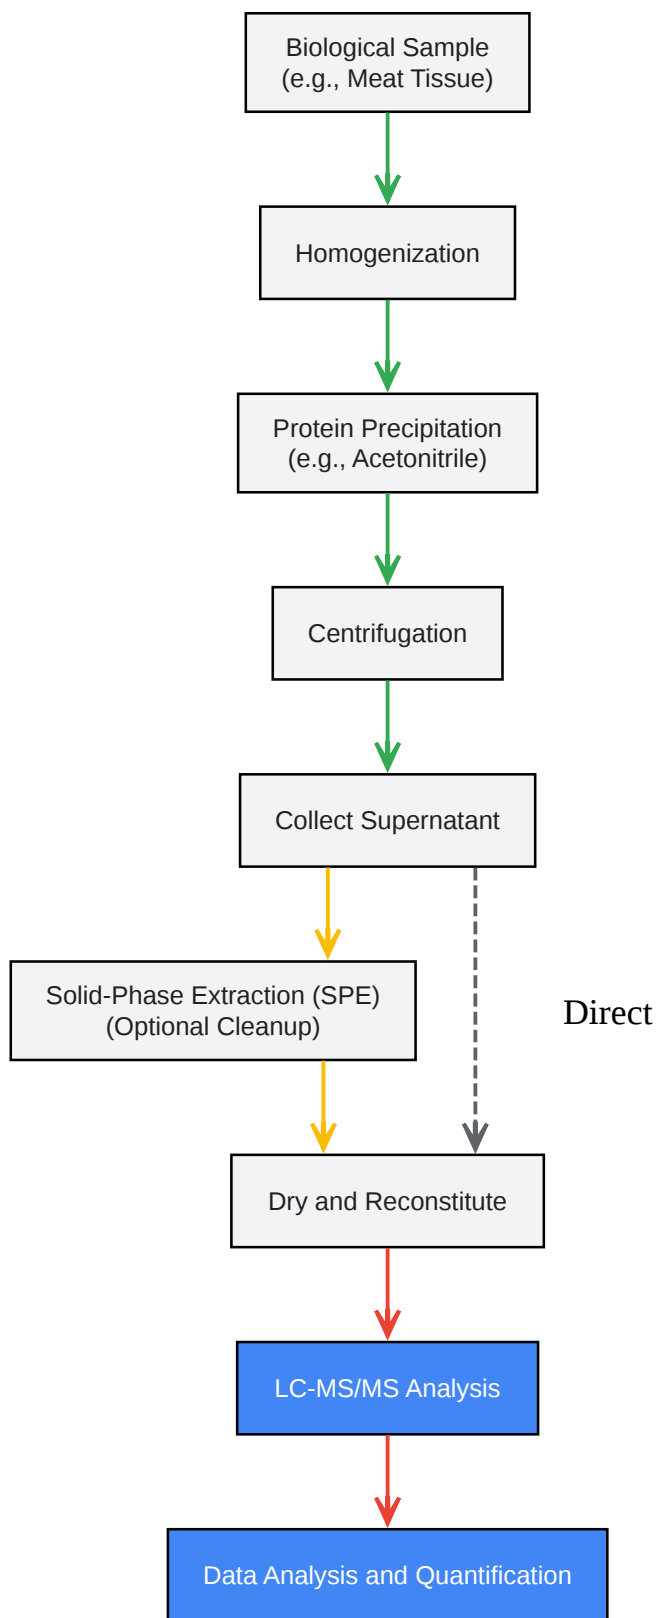 Biological Sample
(e.g., Meat Tissue)
Homogenization
Protein Precipitation
(e.g., Acetonitrile)
Centrifugation
Collect Supernatant
Solid-Phase Extraction (SPE)
(Optional Cleanup)
Direct
Dry and Reconstitute
LC-MS/MS Analysis
Data Analysis and Quantification